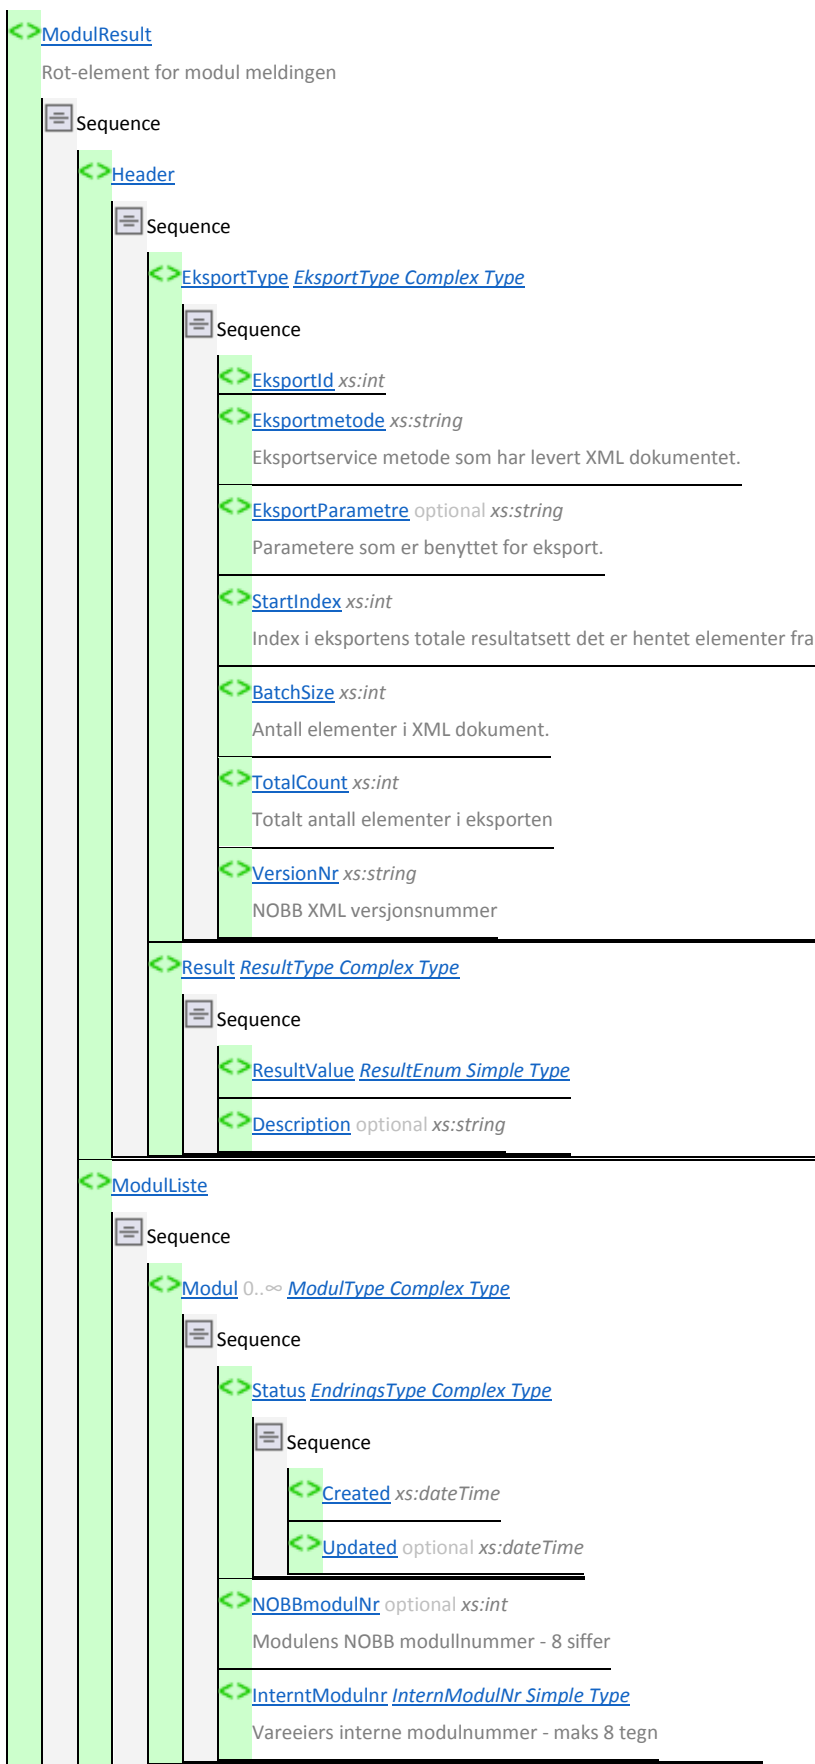 ModulResult
Rot-element for modul meldingen
Sequence
Header
Sequence
EksportType EksportType Complex Type
Sequence
EksportId xs:int
Eksportmetode xs:string
Eksportservice metode som har levert XML dokumentet.
EksportParametre optional xs:string
Parametere som er benyttet for eksport.
StartIndex xs:int
Index i eksportens totale resultatsett det er hentet elementer fra
BatchSize xs:int
Antall elementer i XML dokument.
TotalCount xs:int
Totalt antall elementer i eksporten
VersionNr xs:string
NOBB XML versjonsnummer
Result ResultType Complex Type
Sequence
ResultValue ResultEnum Simple Type
Description optional xs:string
ModulListe
Sequence
Modul 0..∞ ModulType Complex Type
Sequence
Status EndringsType Complex Type
Sequence
Created xs:dateTime
Updated optional xs:dateTime
NOBBmodulNr optional xs:int
Modulens NOBB modullnummer - 8 siffer
InterntModulnr InternModulNr Simple Type
Vareeiers interne modulnummer - maks 8 tegn